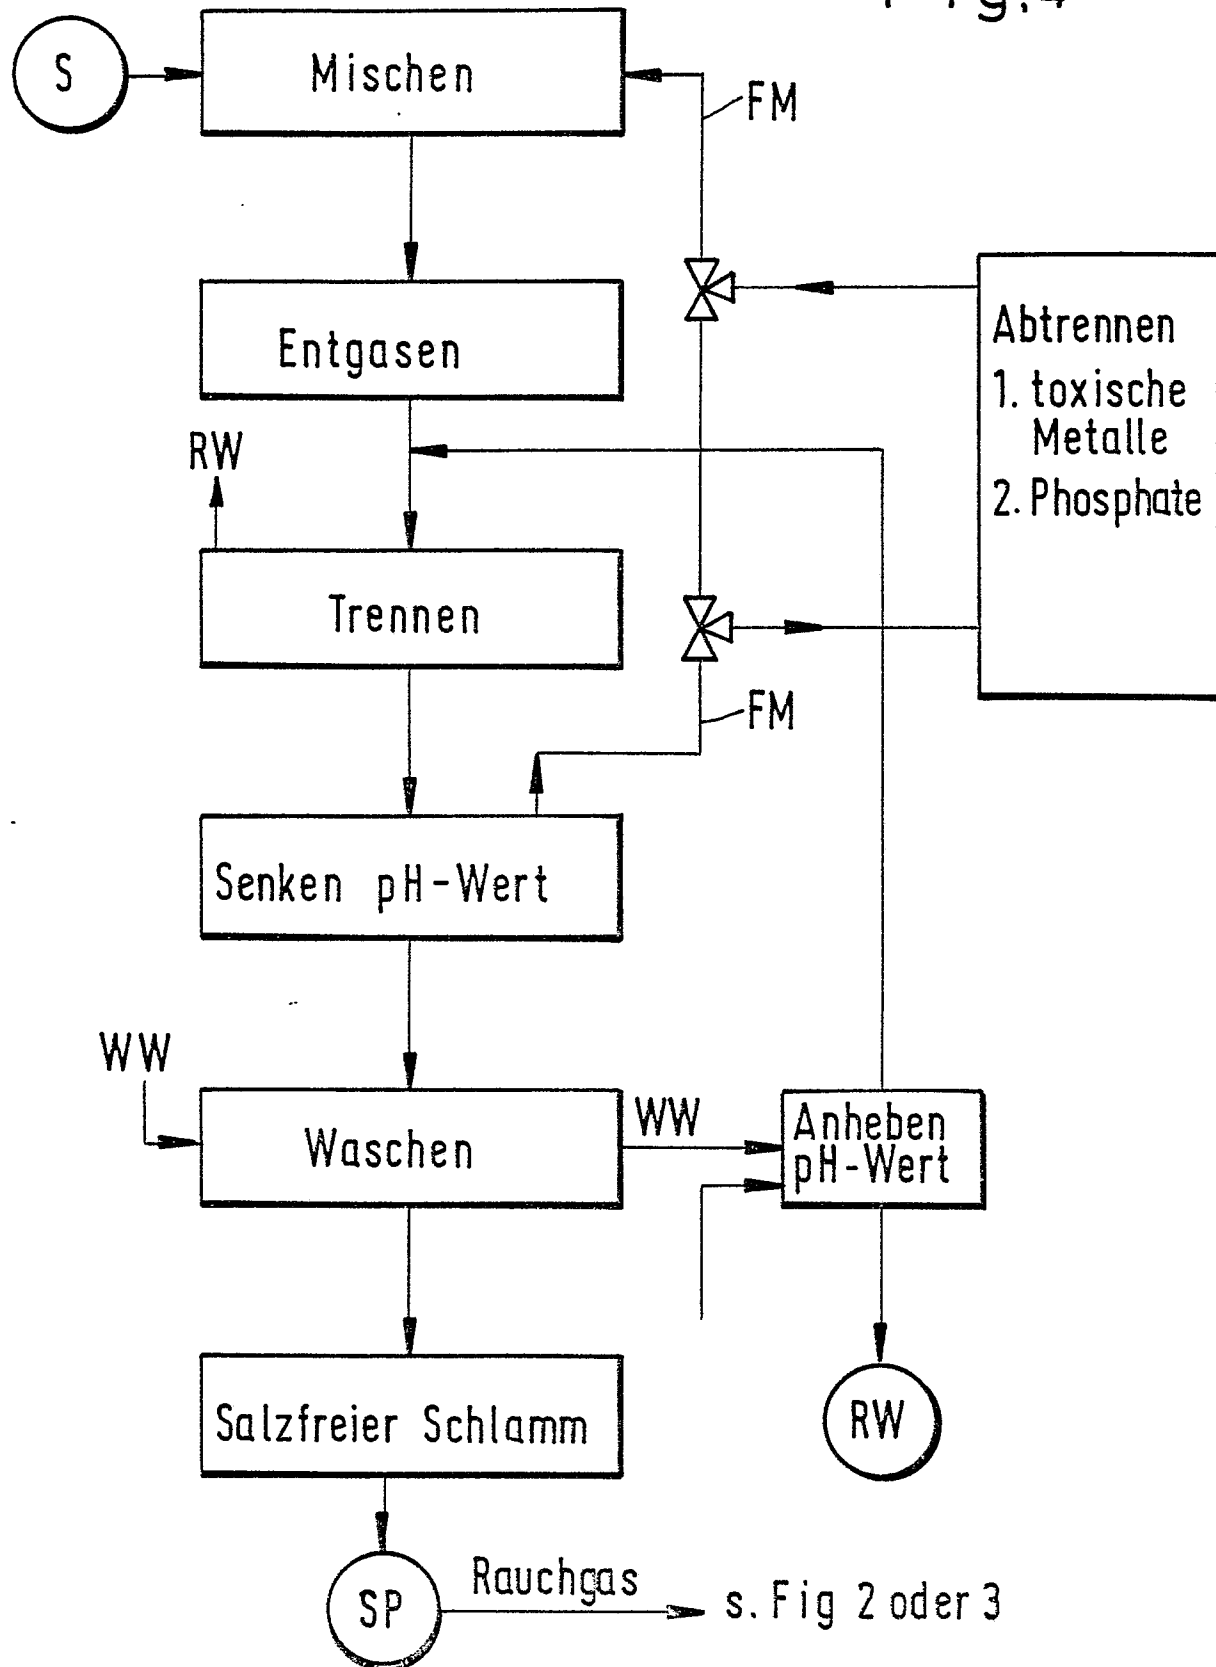 S
Mischen
FM
Entgasen
Abtrennen
1. toxische
Metalle
2. Phosphate
RW
Trennen
FM
Senken pH-Wert
WW
Waschen
WW
Anheben
pH-Wert
Salzfreier Schlamm
RW
SP
Rauchgas
s. Fig 2 oder 3